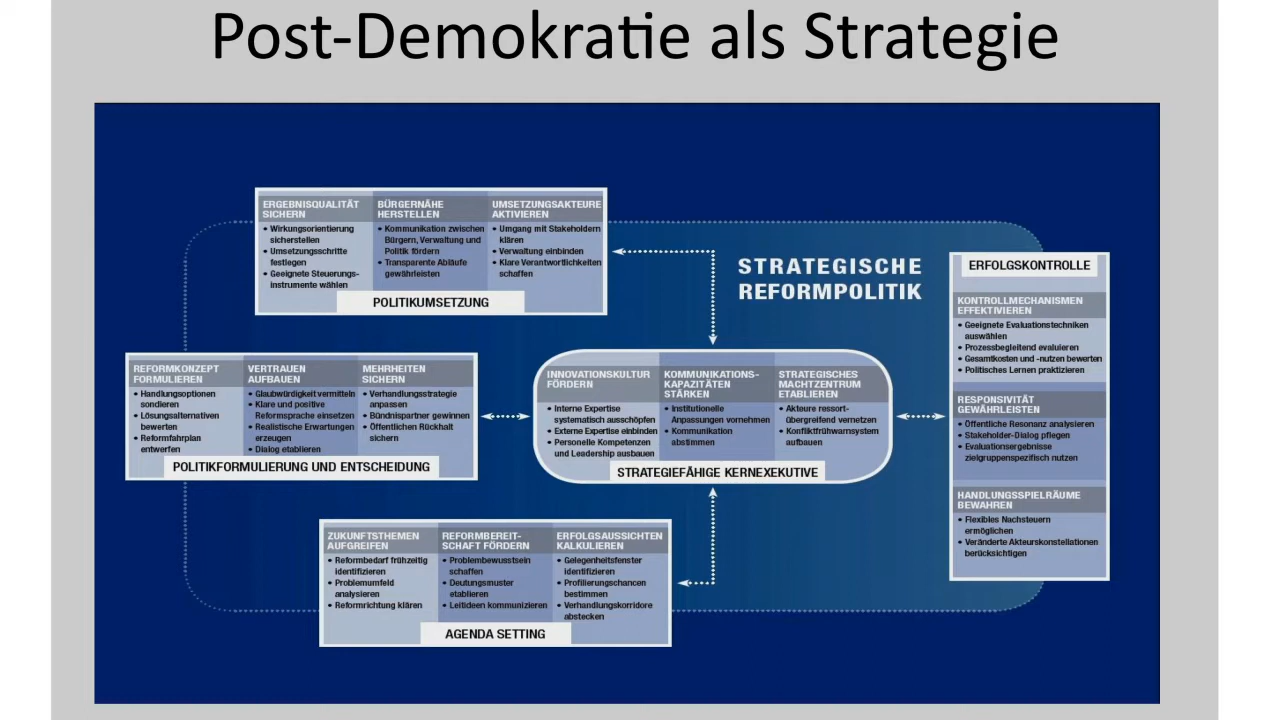 Post-Demokratie als Strategie
ERGEBNISQUALITÄT
SICHERN
• Wirkungsorientierung
sicherstellen
• Umsetzungsschritte
festlegen
• Geeignete Steuerungs-
instrumente wählen
BÜRGERNÄHE
HERSTELLEN
• Kommunikation zwischen
Bürgern, Verwaltung und
Politik fördern
• Transparente Abläufe
gewährleisten
UMSETZUNGSAKTEURE
AKTIVIEREN
• Umgang mit Stakeholdern
klären
• Verwaltung einbinden
• Klare Verantwortlichkeiten
schaffen
POLITIKUMSETZUNG
STRATEGISCHE
REFORMPOLITIK
REFORMKONZEPT
FORMULIEREN
• Handlungsoptionen
sondieren
• Lösungsalternativen
bewerten
• Reformfahrplan
entwerfen
VERTRAUEN
AUFBAUEN
• Glaubwürdigkeit vermitteln
• Klare und positive
Reformsprache einsetzen
• Realistische Erwartungen
erzeugen
• Dialog etablieren
MEHRHEITEN
SICHERN
• Verhandlungsstrategie
anpassen
• Bündnispartner gewinnen
• Öffentlichen Rückhalt
sichern
POLITIKFORMULIERUNG UND ENTSCHEIDUNG
INNOVATIONSKULTUR
FÖRDERN
• Interne Expertise
systematisch ausschöpfen
• Externe Expertise einbinden
• Personelle Kompetenzen
und Leadership ausbauen
KOMMUNIKATIONS-
KAPAZITÄTEN
STÄRKEN
• Institutionelle
Anpassungen vornehmen
• Kommunikation
abstimmen
STRATEGISCHES
MACHTZENTRUM
ETABLIEREN
• Akteure ressort-
übergreifend vernetzen
• Konfliktfrühwarnsystem
aufbauen
STRATEGIEFÄHIGE KERNEXEKUTIVE
ERFOLGSKONTROLLE
KONTROLLMECHANISMEN
EFFEKTIVIEREN
• Geeignete Evaluationstechniken
auswählen
• Prozessbegleitend evaluieren
• Gesamtkosten und -nutzen bewerten
• Politisches Lernen praktizieren
RESPONSIVITÄT
GEWÄHRLEISTEN
• Öffentliche Resonanz analysieren
• Stakeholder-Dialog pflegen
• Evaluationsergebnisse
zielgruppenspezifisch nutzen
HANDLUNGSSPIELRÄUME
BEWAHREN
• Flexibles Nachsteuern
ermöglichen
• Veränderte Akteurskonstellationen
berücksichtigen
ZUKUNFTSTHEMEN
AUFGREIFEN
• Reformbedarf frühzeitig
identifizieren
• Problemumfeld
analysieren
• Reformrichtung klären
REFORMBEREIT-
SCHAFT FÖRDERN
• Problembewusstsein
schaffen
• Deutungsmuster
etablieren
• Leitideen kommunizieren
ERFOLGSAUSSICHTEN
KALKULIEREN
• Gelegenheitsfenster
identifizieren
• Profilierungschancen
bestimmen
• Verhandlungskorridore
abstecken
AGENDA SETTING